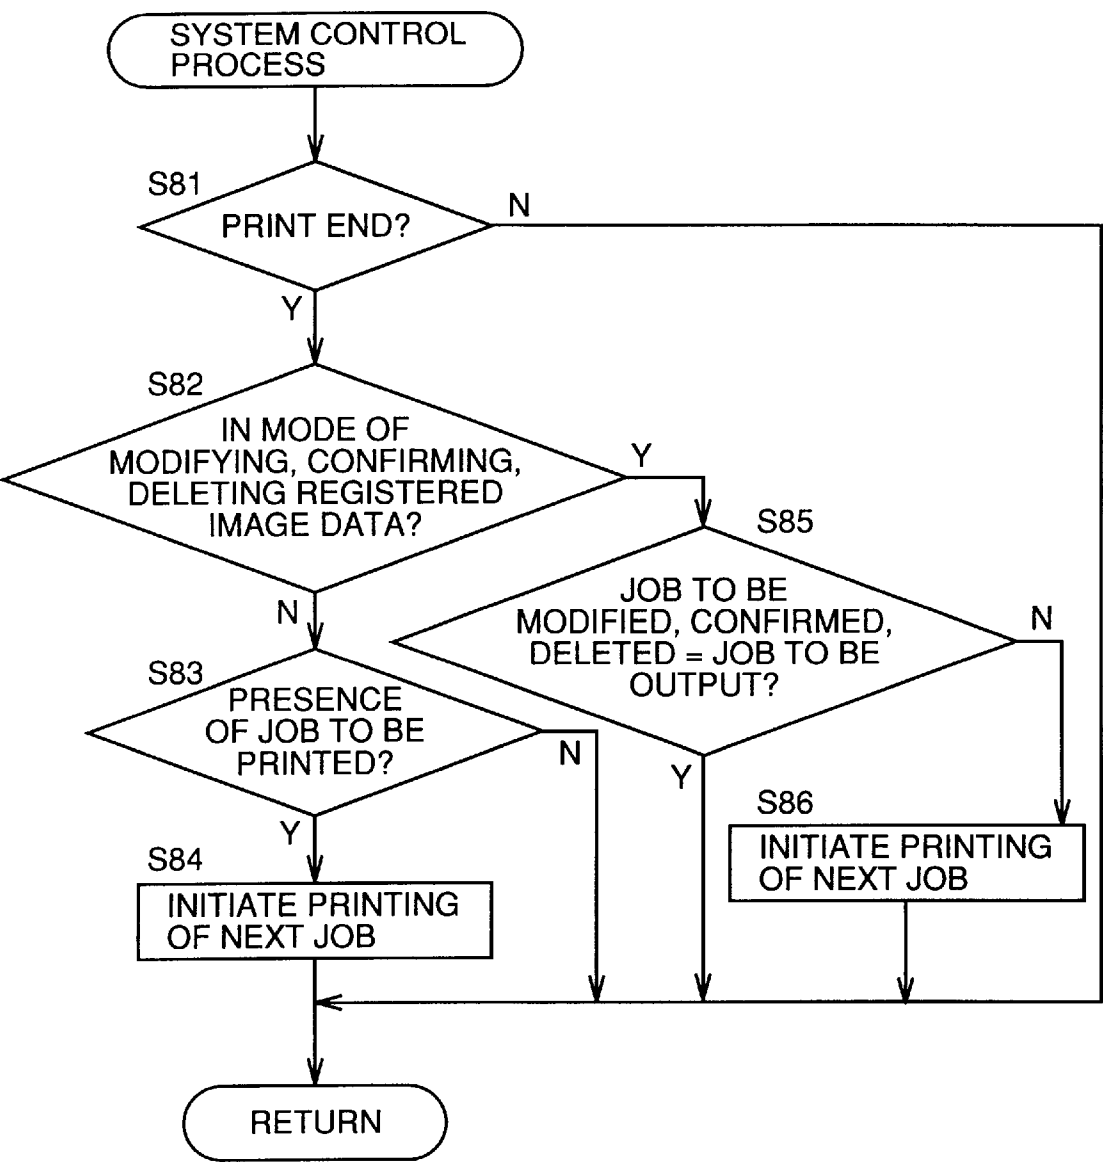 SYSTEM CONTROL
PROCESS
S81
N
PRINT END?
Y
S82
IN MODE OF
MODIFYING, CONFIRMING,
DELETING REGISTERED
IMAGE DATA?
Y
S85
N
JOB TO BE
MODIFIED, CONFIRMED,
DELETED = JOB TO BE
OUTPUT?
N
S83
PRESENCE
OF JOB TO BE
PRINTED?
N
Y
Y
S86
INITIATE PRINTING
OF NEXT JOB
S84
INITIATE PRINTING
OF NEXT JOB
RETURN